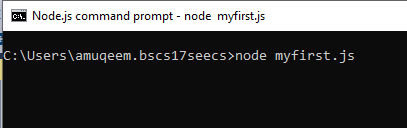 Node.js command prompt - node  myfirst.js
C:\Users\amuqeem.bscs17seecs>node myfirst.js